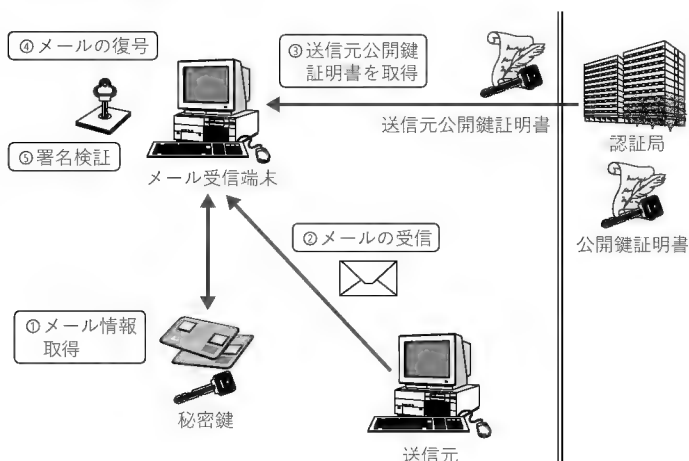 ④メールの復号
③送信元公開鍵
証明書を取得
送信元公開鍵証明書
認証局
⑤署名検証
メール受信端末
公開鍵証明書
②メールの受信
①メール情報
取得
秘密鍵
送信元